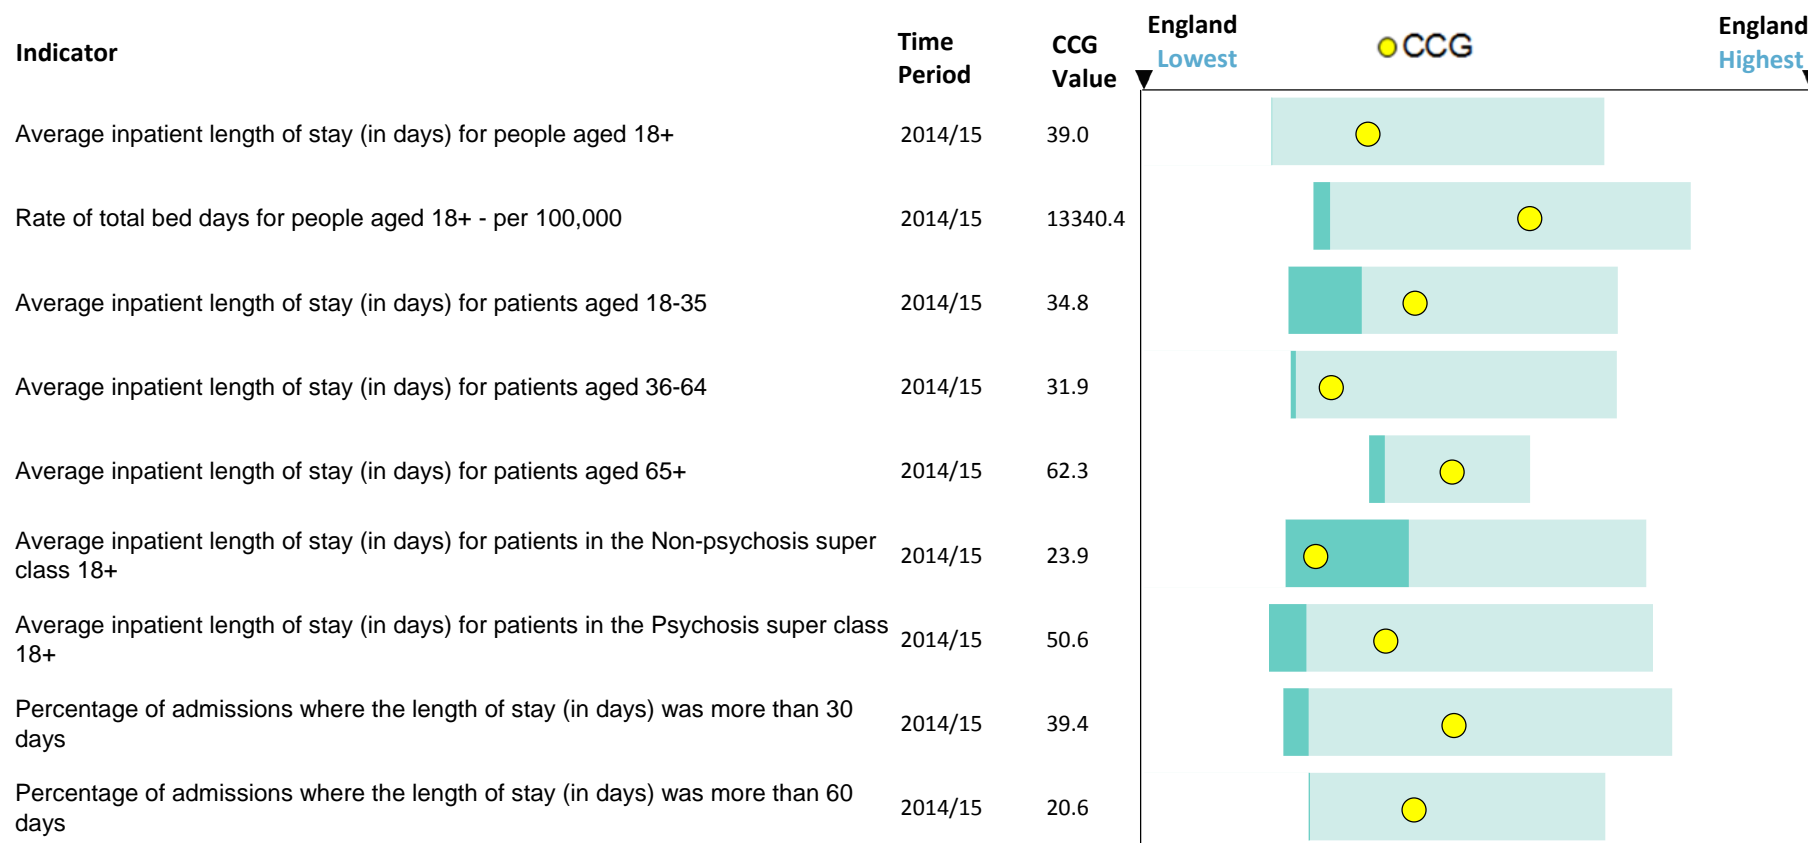 Indicator
Time
Period
CCG
Value
England
Lowest
CCG
England
Highest
Average inpatient length of stay (in days) for people aged 18+ 2014/15 39.0
Rate of total bed days for people aged 18+ - per 100,000 2014/15 13340.4
Average inpatient length of stay (in days) for patients aged 18-35 2014/15 34.8
Average inpatient length of stay (in days) for patients aged 36-64 2014/15 31.9
Average inpatient length of stay (in days) for patients aged 65+ 2014/15 62.3
Average inpatient length of stay (in days) for patients in the Non-psychosis super
class 18+
2014/15 23.9
Average inpatient length of stay (in days) for patients in the Psychosis super class
18+
2014/15 50.6
Percentage of admissions where the length of stay (in days) was more than 30
days
2014/15 39.4
Percentage of admissions where the length of stay (in days) was more than 60
days
2014/15 20.6